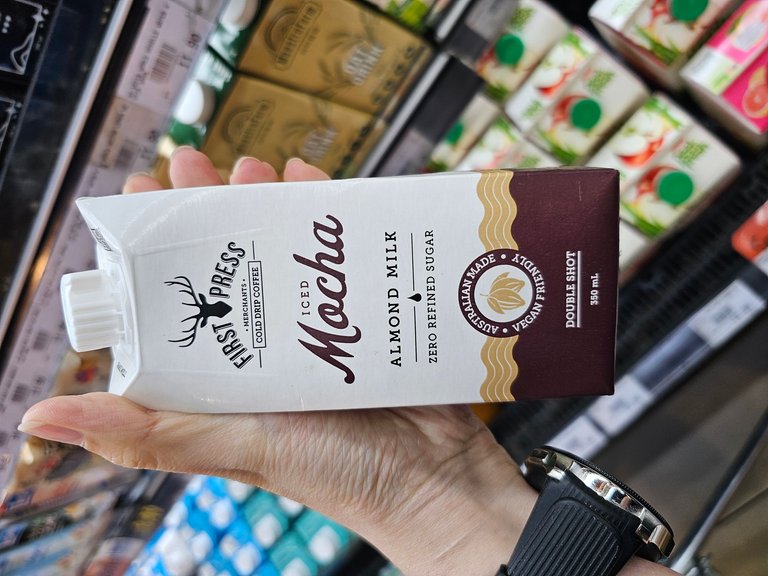 FIRST PRESS
• MERCHANTS •
COLD DRIP COFFEE
ICED
Mocha
ALMOND MILK
ZERO REFINED SUGAR
AUSTRALIAN MADE •
VEGAN FRIENDLY •
DOUBLE SHOT
350 mL